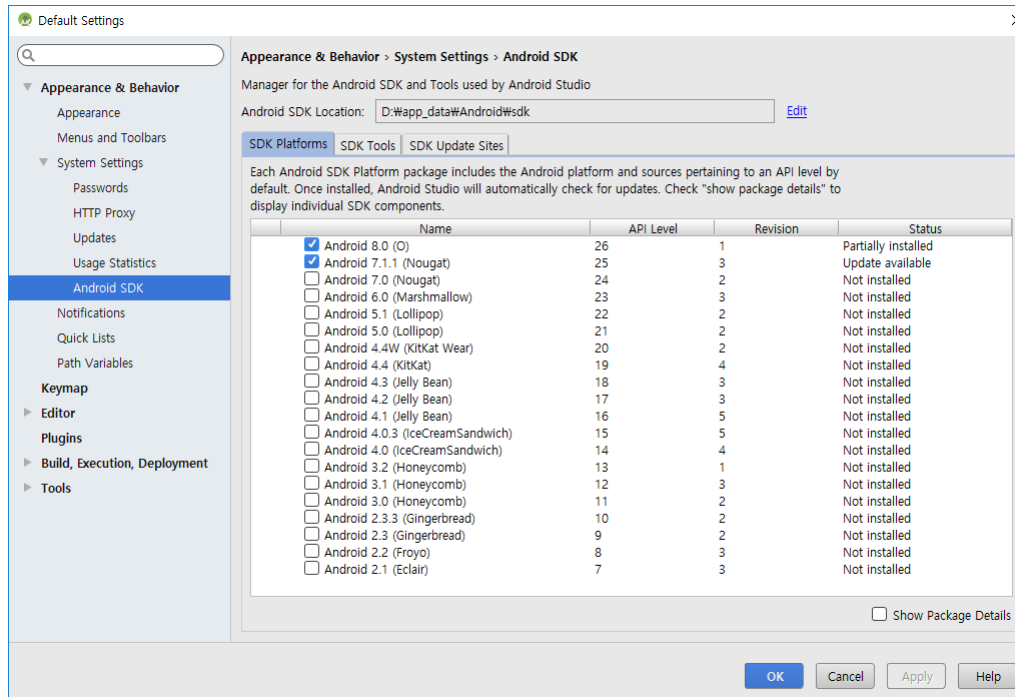 Default Settings
Appearance & Behavior
Appearance
Menus and Toolbars
System Settings
Passwords
HTTP Proxy
Updates
Usage Statistics
Android SDK
Notifications
Quick Lists
Path Variables
Keymap
Editor
Plugins
Build, Execution, Deployment
Tools
Appearance & Behavior › System Settings › Android SDK
Manager for the Android SDK and Tools used by Android Studio
Android SDK Location: D:₩app_data₩Android₩sdk Edit
SDK Platforms SDK Tools SDK Update Sites
Each Android SDK Platform package includes the Android platform and sources pertaining to an API level by
default. Once installed, Android Studio will automatically check for updates. Check "show package details" to
display individual SDK components.
Name API Level Revision Status
Android 8.0 (O) 26 1 Partially installed
Android 7.1.1 (Nougat) 25 3 Update available
Android 7.0 (Nougat) 24 2 Not installed
Android 6.0 (Marshmallow) 23 3 Not installed
Android 5.1 (Lollipop) 22 2 Not installed
Android 5.0 (Lollipop) 21 2 Not installed
Android 4.4W (KitKat Wear) 20 2 Not installed
Android 4.4 (KitKat) 19 4 Not installed
Android 4.3 (Jelly Bean) 18 3 Not installed
Android 4.2 (Jelly Bean) 17 3 Not installed
Android 4.1 (Jelly Bean) 16 5 Not installed
Android 4.0.3 (IceCreamSandwich) 15 5 Not installed
Android 4.0 (IceCreamSandwich) 14 4 Not installed
Android 3.2 (Honeycomb) 13 1 Not installed
Android 3.1 (Honeycomb) 12 3 Not installed
Android 3.0 (Honeycomb) 11 2 Not installed
Android 2.3.3 (Gingerbread) 10 2 Not installed
Android 2.3 (Gingerbread) 9 2 Not installed
Android 2.2 (Froyo) 8 3 Not installed
Android 2.1 (Eclair) 7 3 Not installed
Show Package Details
OK Cancel Apply Help